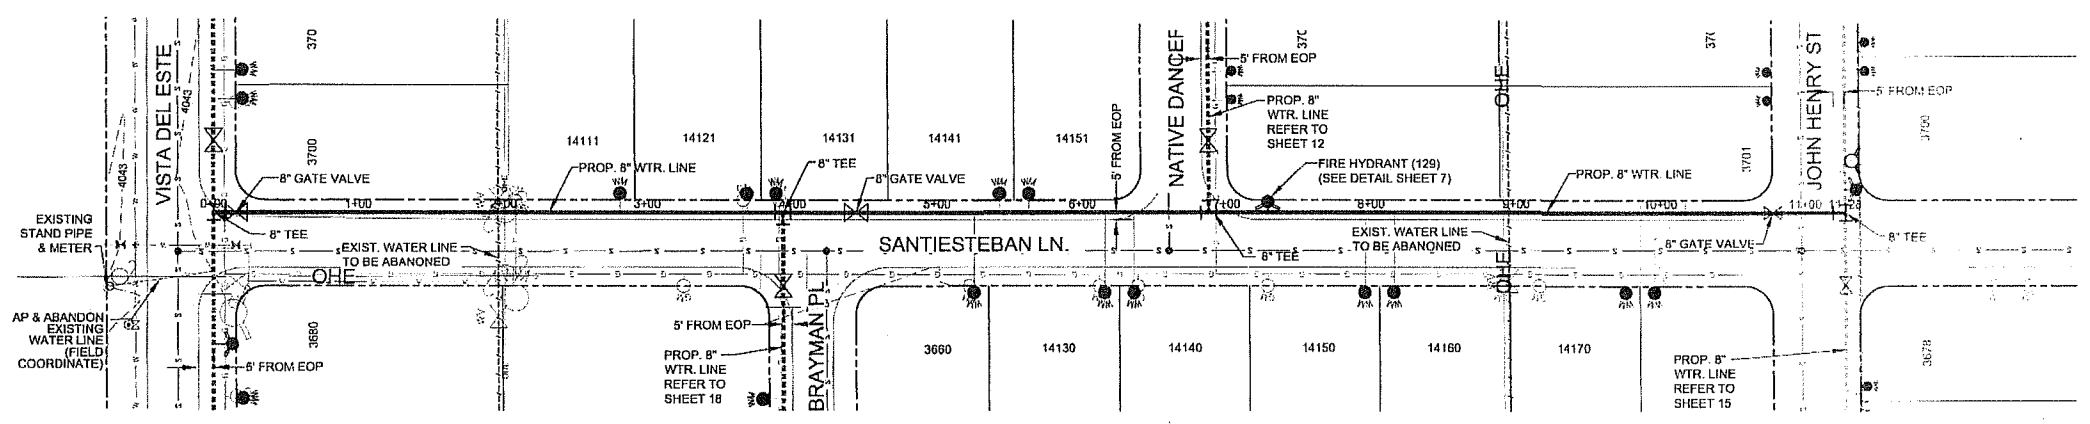 VISTA DEL ESTE
4043
4043
370
3700
14111
14121
14131
14141
14151
5' FROM EOP
NATIVE DANCER
5' FROM EOP
370
370
OHE
PROP. 8"
WTR. LINE
REFER TO
SHEET 12
FIRE HYDRANT (129)
(SEE DETAIL SHEET 7)
3701
JOHN HENRY ST
5' FROM EOP
3700
8" GATE VALVE
PROP. 8" WTR. LINE
8" TEE
8" GATE VALVE
PROP. 8" WTR. LINE
0+00
1+00
2+00
3+00
4+00
5+00
6+00
7+00
8+00
9+00
10+00
11+00
11+28
EXISTING
STAND PIPE
& METER
8" TEE
EXIST. WATER LINE
TO BE ABANONED
SANTIESTEBAN LN.
8" TEE
EXIST. WATER LINE
TO BE ABANONED
8" GATE VALVE
8" TEE
OHE
OHE
AP & ABANDON
EXISTING
WATER LINE
(FIELD
COORDINATE)
3680
5' FROM EOP
5' FROM EOP
PROP. 8"
WTR. LINE
REFER TO
SHEET 18
BRAYMAN PL.
3660
14130
14140
14150
14160
14170
PROP. 8"
WTR. LINE
REFER TO
SHEET 15
3678